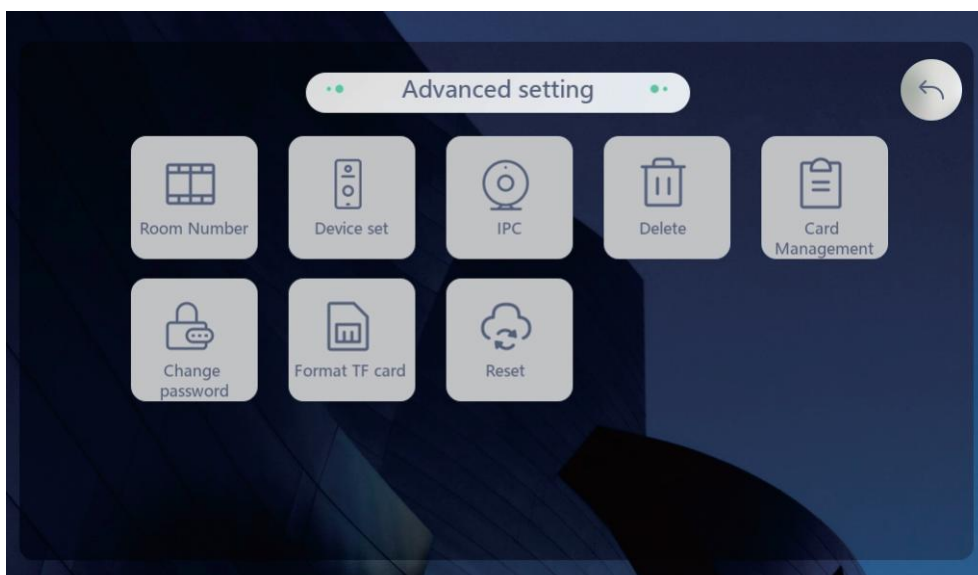 Advanced setting
Room Number
Device set
IPC
Delete
Card
Management
Change
password
Format TF card
Reset